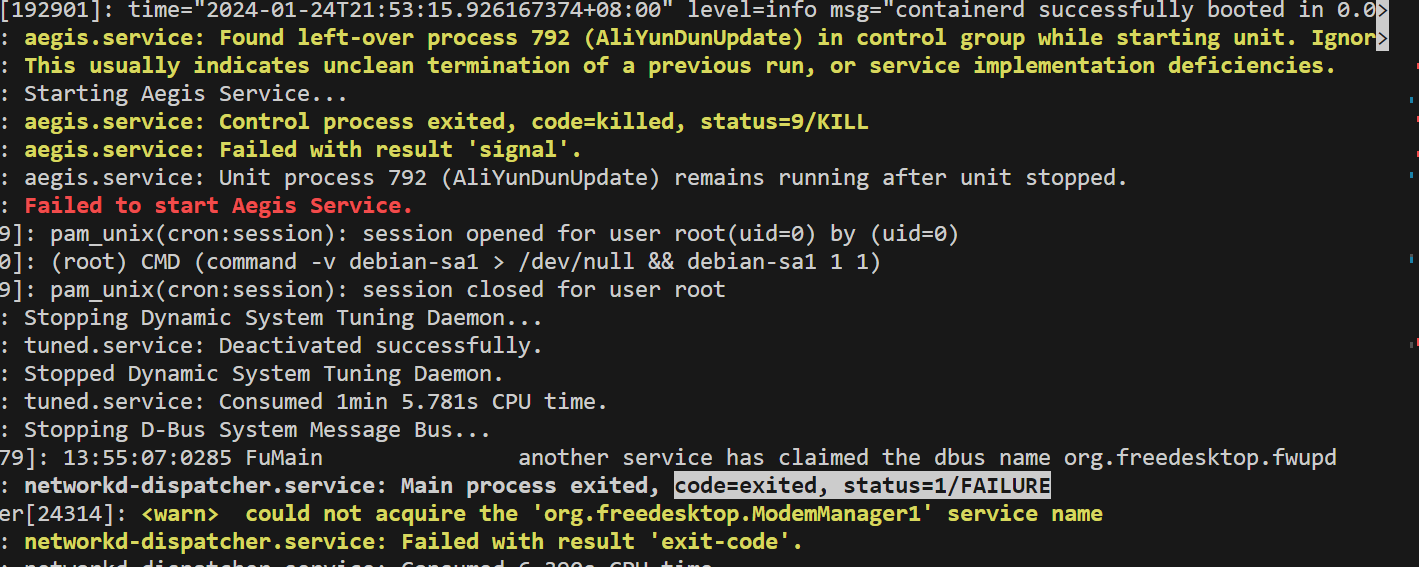 [192901]: time="2024-01-24T21:53:15.926167374+08:00" level=info msg="containerd successfully booted in 0.0>
: aegis.service: Found left-over process 792 (AliYunDunUpdate) in control group while starting unit. Ignor>
: This usually indicates unclean termination of a previous run, or service implementation deficiencies.
: Starting Aegis Service...
: aegis.service: Control process exited, code=killed, status=9/KILL
: aegis.service: Failed with result 'signal'.
: aegis.service: Unit process 792 (AliYunDunUpdate) remains running after unit stopped.
: Failed to start Aegis Service.
9]: pam_unix(cron:session): session opened for user root(uid=0) by (uid=0)
0]: (root) CMD (command -v debian-sa1 > /dev/null && debian-sa1 1 1)
9]: pam_unix(cron:session): session closed for user root
: Stopping Dynamic System Tuning Daemon...
: tuned.service: Deactivated successfully.
: Stopped Dynamic System Tuning Daemon.
: tuned.service: Consumed 1min 5.781s CPU time.
: Stopping D-Bus System Message Bus...
79]: 13:55:07:0285 FuMain               another service has claimed the dbus name org.freedesktop.fwupd
: networkd-dispatcher.service: Main process exited, code=exited, status=1/FAILURE
er[24314]: <warn>  could not acquire the 'org.freedesktop.ModemManager1' service name
: networkd-dispatcher.service: Failed with result 'exit-code'.
: networkd-dispatcher.service: Consumed 6.390s CPU time